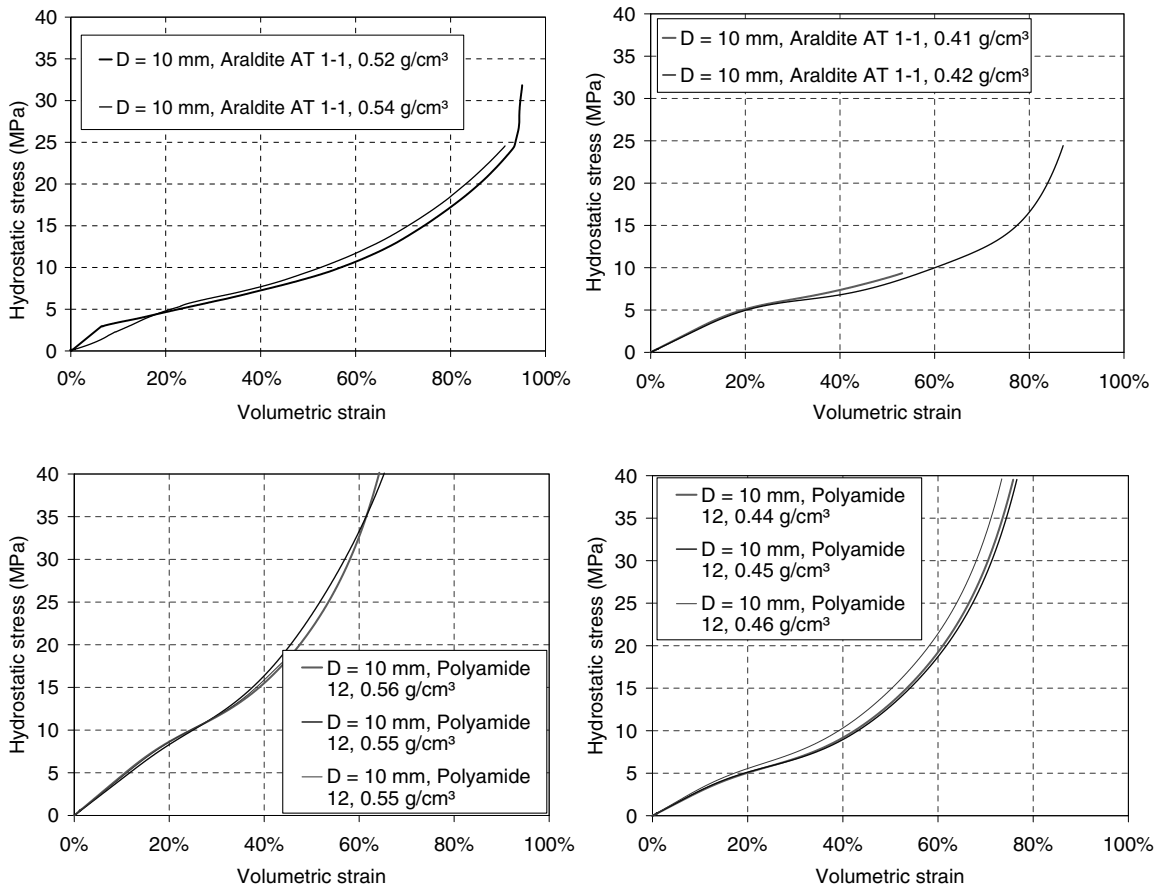 40
35
30
25
20
15
10
5
0
Hydrostatic stress (MPa)
D = 10 mm, Araldite AT 1-1, 0.52 g/cm³
D = 10 mm, Araldite AT 1-1, 0.54 g/cm³
0% 20% 40% 60% 80% 100%
Volumetric strain
40
35
30
25
20
15
10
5
0
Hydrostatic stress (MPa)
D = 10 mm, Araldite AT 1-1, 0.41 g/cm³
D = 10 mm, Araldite AT 1-1, 0.42 g/cm³
0% 20% 40% 60% 80% 100%
Volumetric strain
40
35
30
25
20
15
10
5
0
Hydrostatic stress (MPa)
D = 10 mm, Polyamide
12, 0.56 g/cm³
D = 10 mm, Polyamide
12, 0.55 g/cm³
D = 10 mm, Polyamide
12, 0.55 g/cm³
0% 20% 40% 60% 80% 100%
Volumetric strain
40
35
30
25
20
15
10
5
0
Hydrostatic stress (MPa)
D = 10 mm, Polyamide
12, 0.44 g/cm³
D = 10 mm, Polyamide
12, 0.45 g/cm³
D = 10 mm, Polyamide
12, 0.46 g/cm³
0% 20% 40% 60% 80% 100%
Volumetric strain